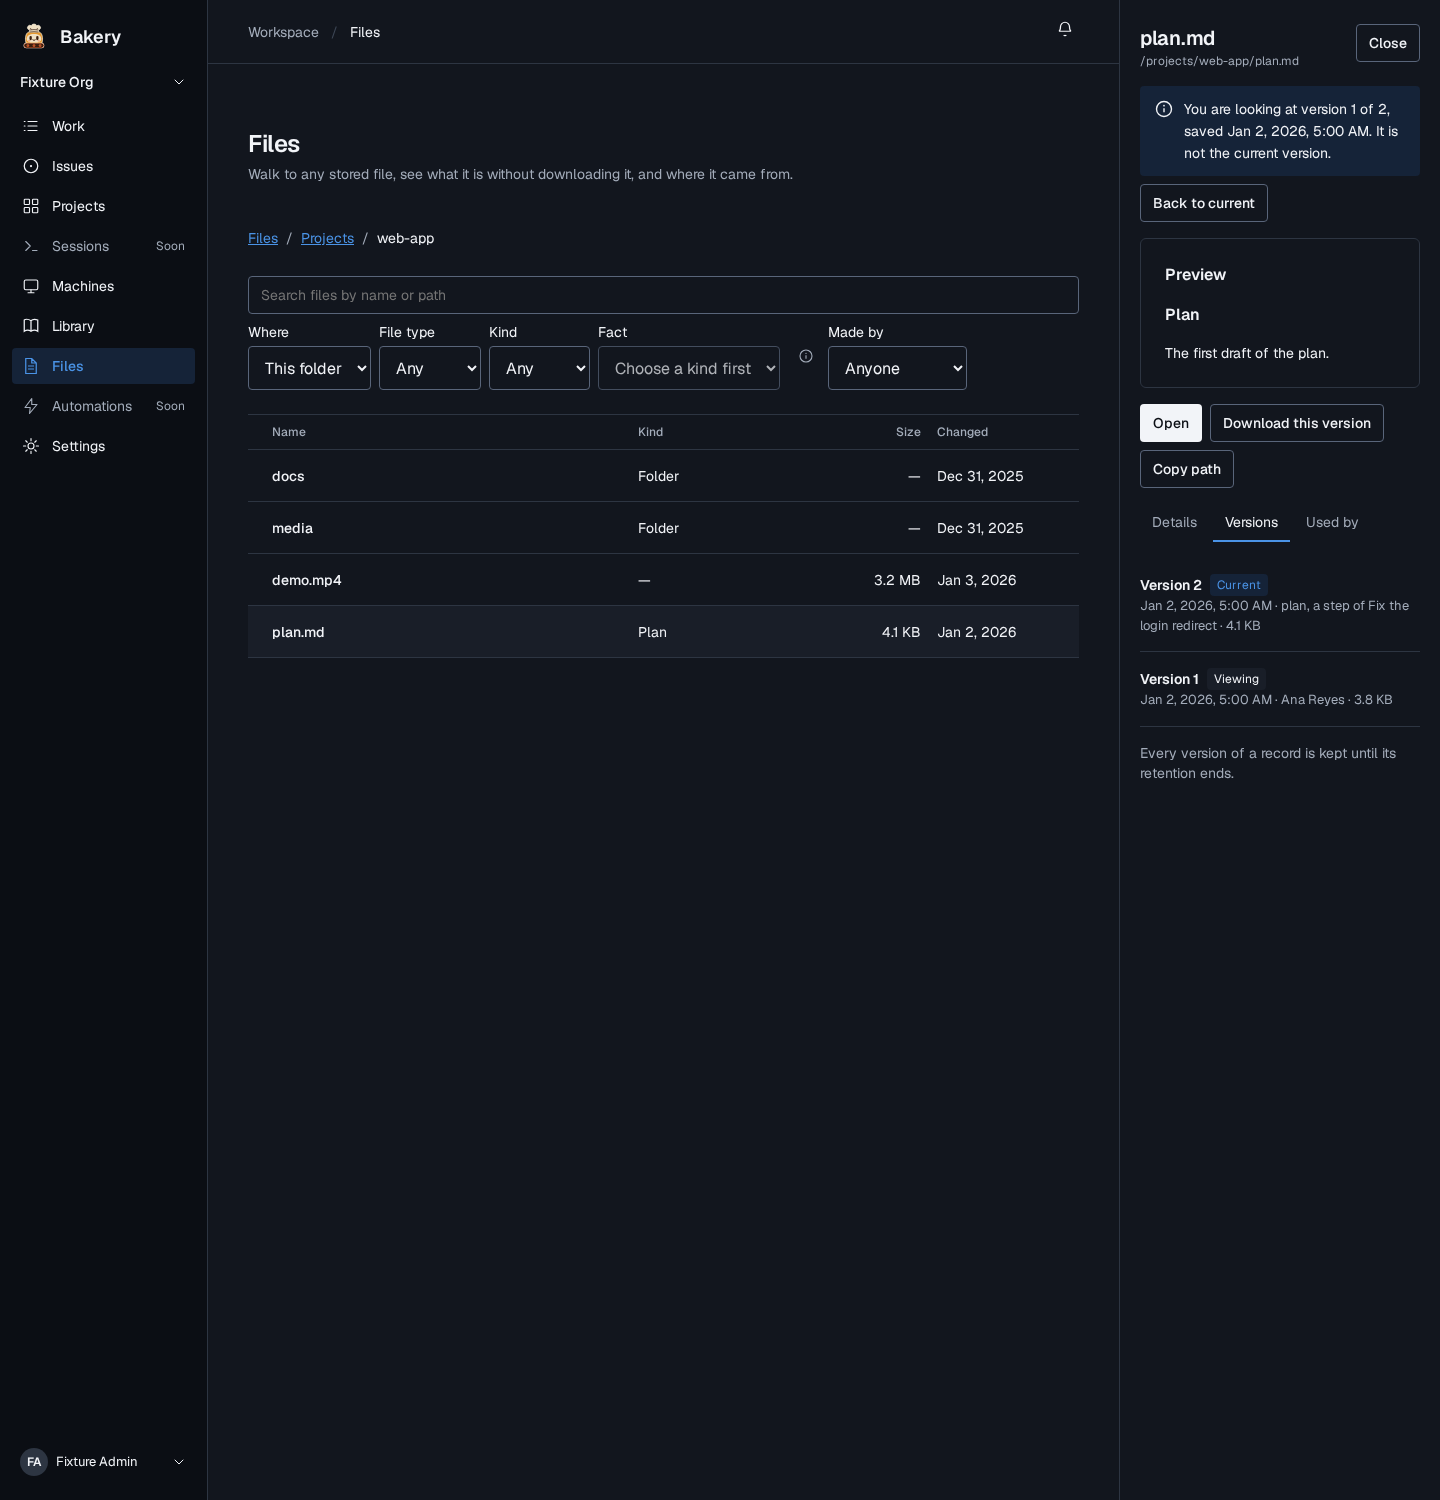 Bakery
Fixture Org
Work
Issues
Projects
Sessions Soon
Machines
Library
Files
Automations Soon
Settings
FA Fixture Admin
Workspace / Files
Files
Walk to any stored file, see what it is without downloading it, and where it came from.
Files / Projects / web-app
Search files by name or path
Where File type Kind Fact Made by
This folder Any Any Choose a kind first Anyone
Name Kind Size Changed
docs Folder — Dec 31, 2025
media Folder — Dec 31, 2025
demo.mp4 — 3.2 MB Jan 3, 2026
plan.md Plan 4.1 KB Jan 2, 2026
plan.md
/projects/web-app/plan.md
Close
You are looking at version 1 of 2,
saved Jan 2, 2026, 5:00 AM. It is
not the current version.
Back to current
Preview
Plan
The first draft of the plan.
Open Download this version
Copy path
Details Versions Used by
Version 2 Current
Jan 2, 2026, 5:00 AM · plan, a step of Fix the
login redirect · 4.1 KB
Version 1 Viewing
Jan 2, 2026, 5:00 AM · Ana Reyes · 3.8 KB
Every version of a record is kept until its
retention ends.